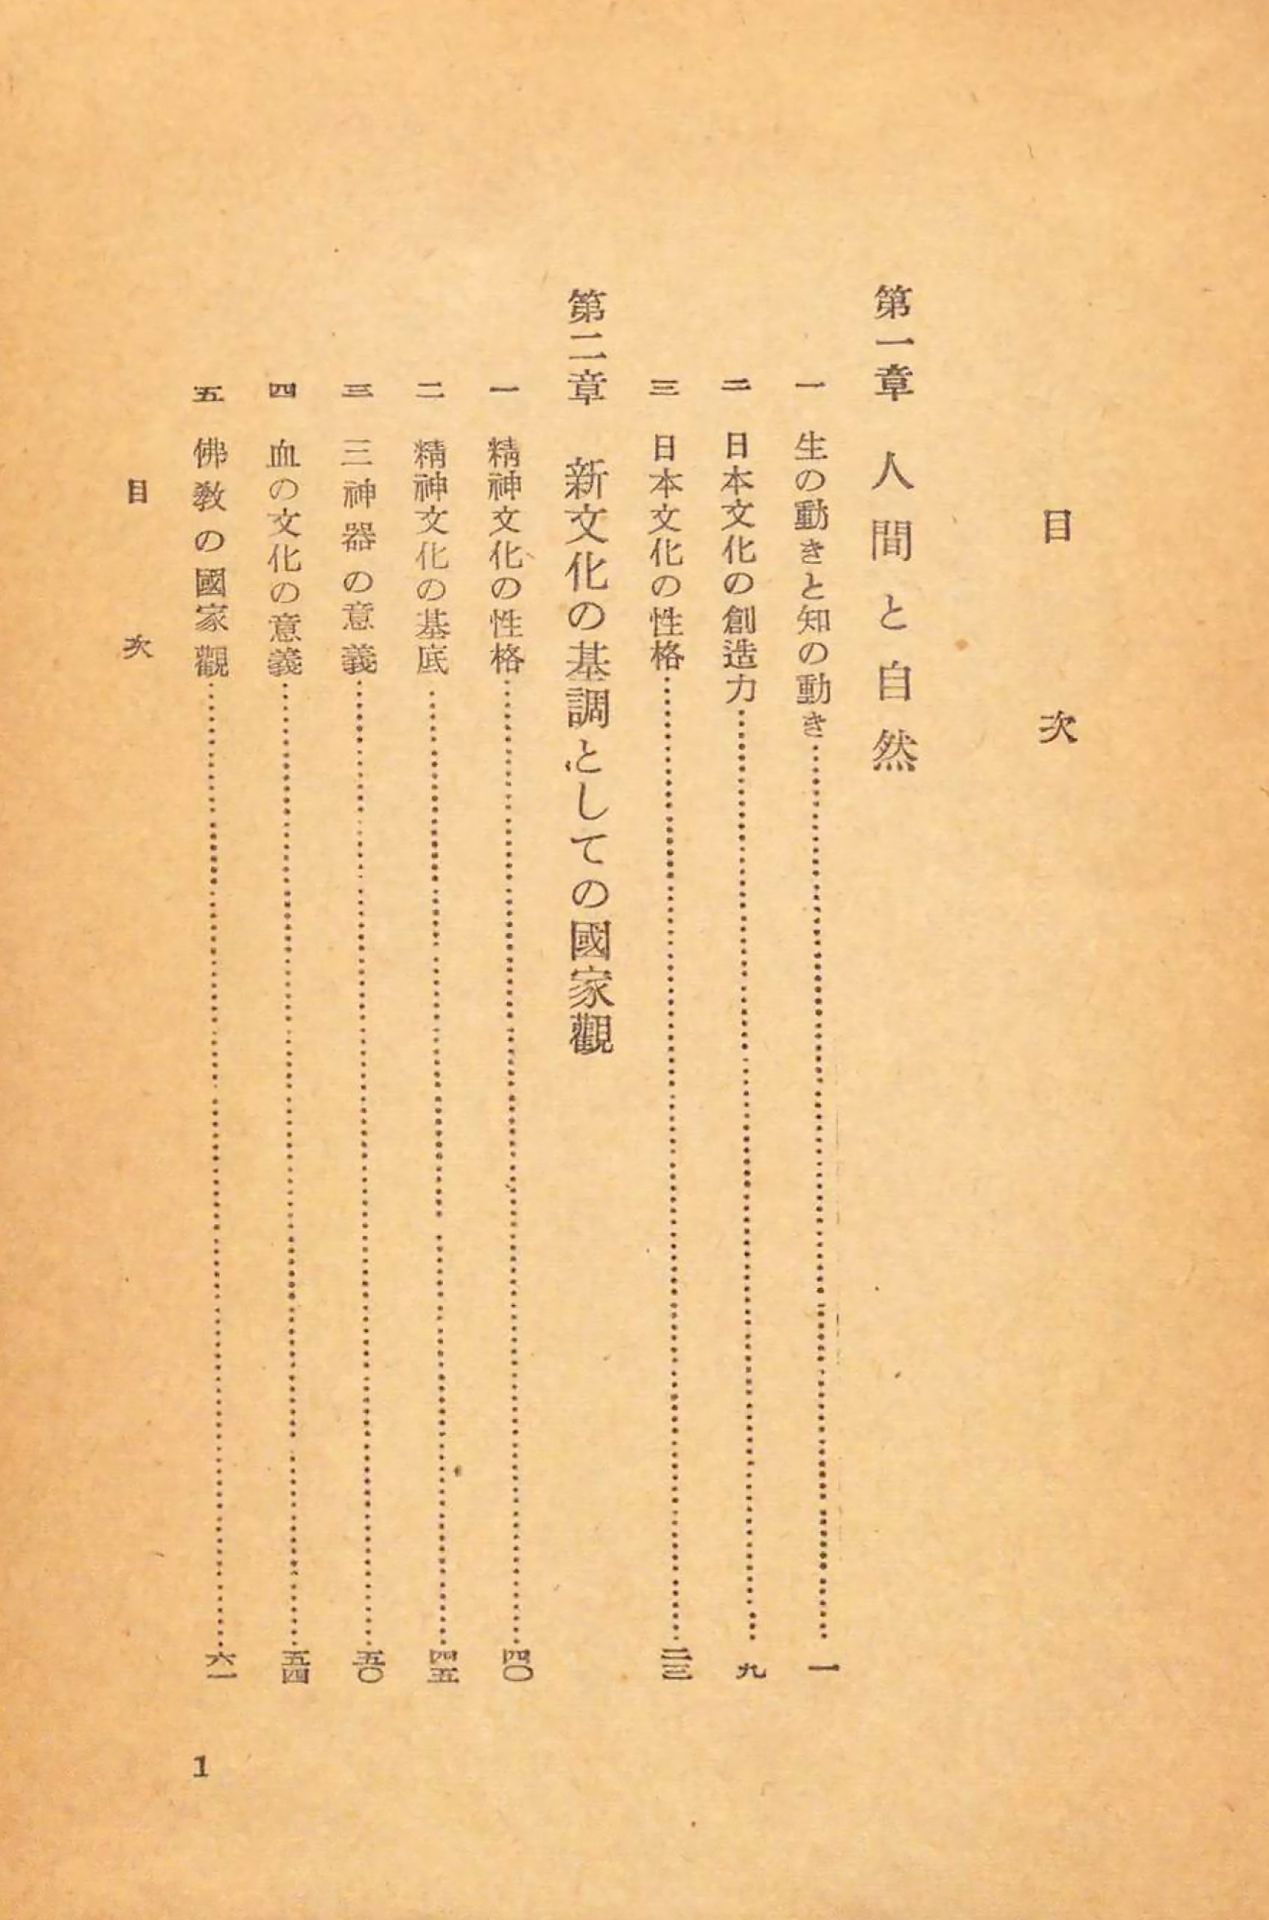 目次
第一章 人間と自然
一 生の動きと知の動き……一
二 日本文化の創造力……九
三 日本文化の性格……二三
第二章 新文化の基調としての國家觀
一 精神文化の性格……四〇
二 精神文化の基底……四五
三 三神器の意義……五〇
四 血の文化の意義……五四
五 佛敎の國家觀……六一
目次
1